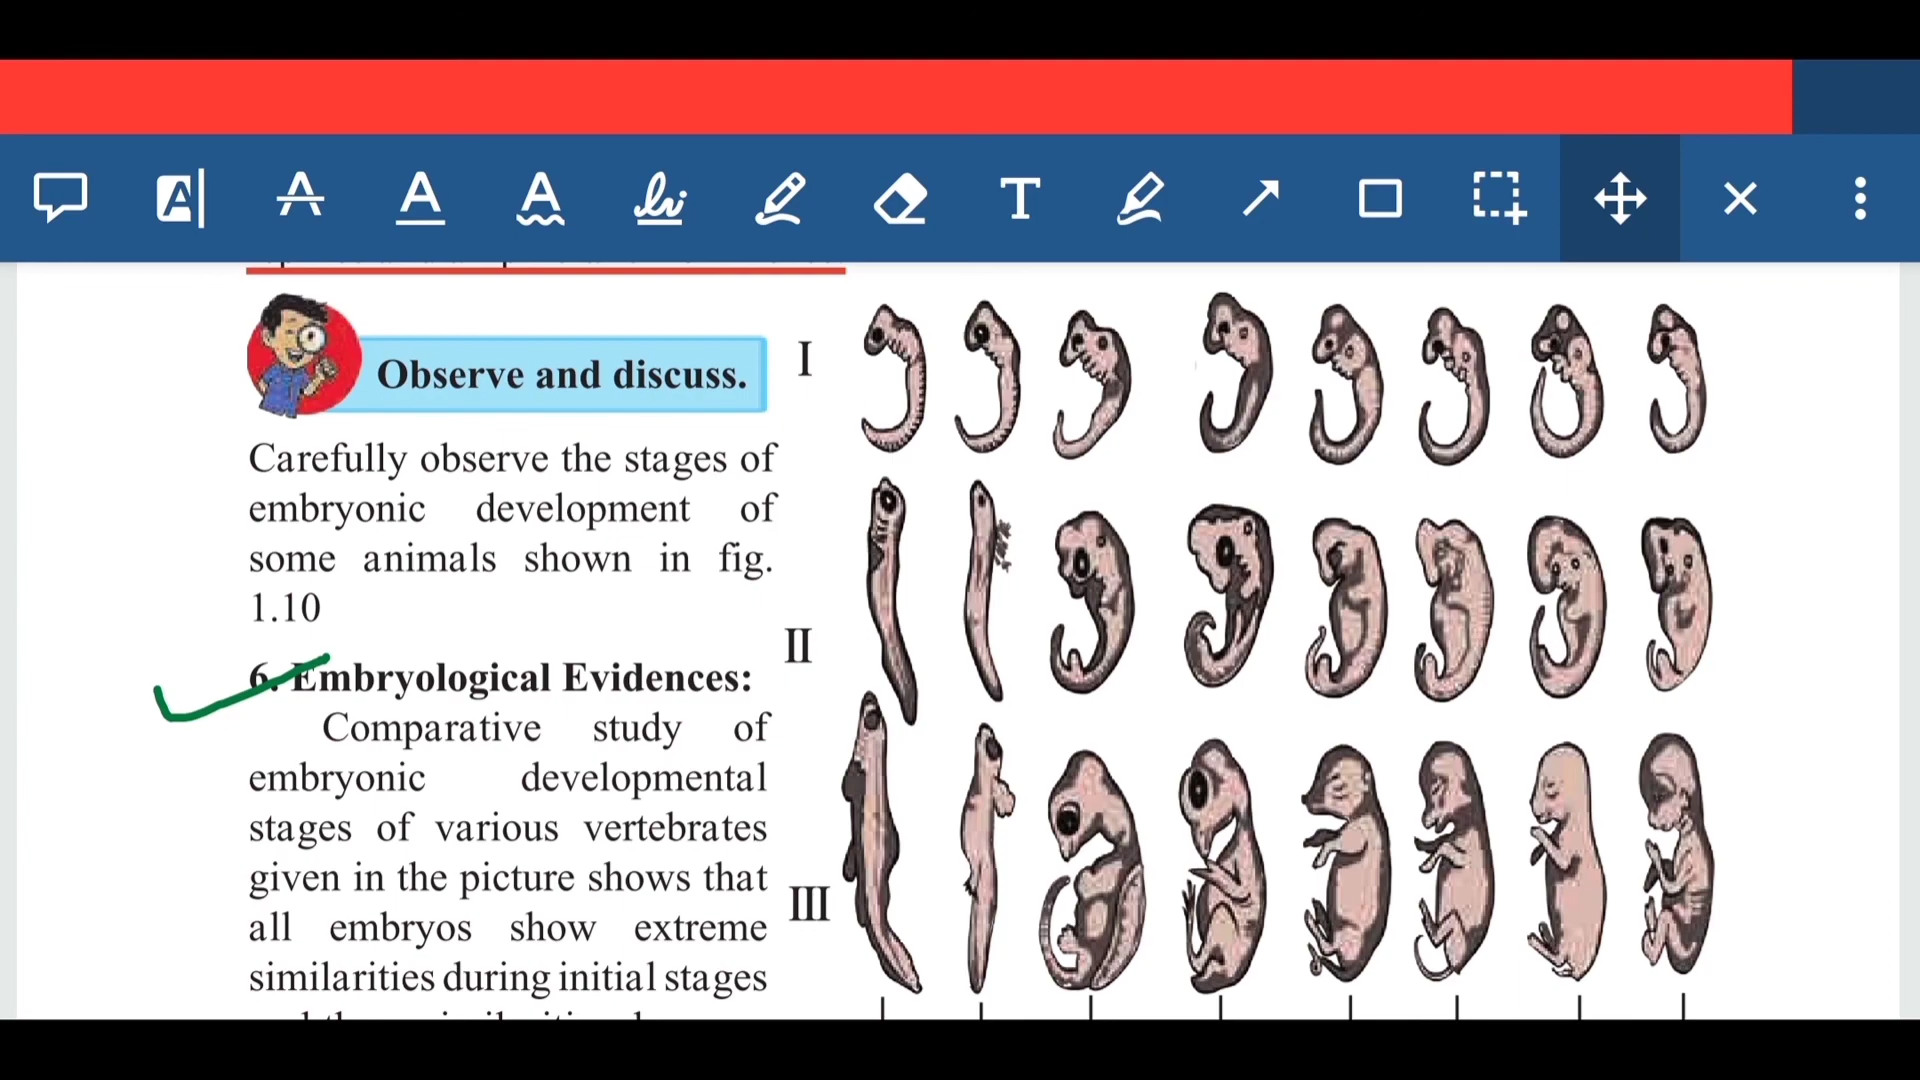 Observe and discuss.
Carefully observe the stages of
embryonic development of
some animals shown in fig.
1.10
6. Embryological Evidences:
Comparative study of
embryonic developmental
stages of various vertebrates
given in the picture shows that
all embryos show extreme
similarities during initial stages
I
II
III